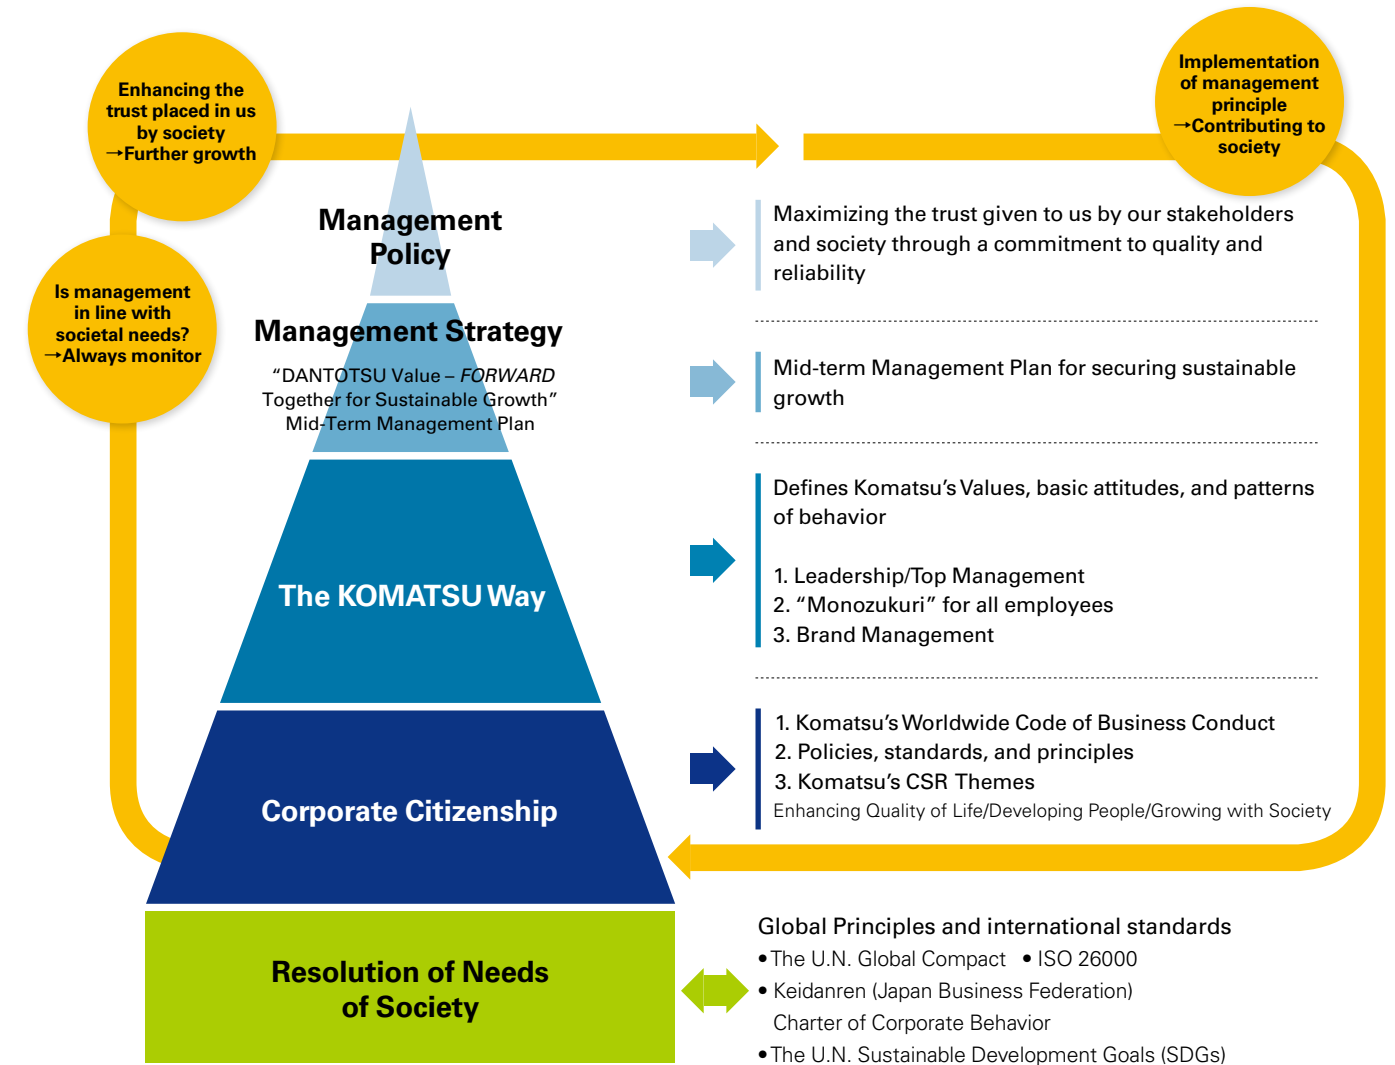 Enhancing the
trust placed in us
by society
→Further growth
Implementation
of management
principle
→Contributing to
society
Is management
in line with
societal needs?
→Always monitor
Management
Policy
Maximizing the trust given to us by our stakeholders
and society through a commitment to quality and
reliability
Management Strategy
“DANTOTSU Value – FORWARD
Together for Sustainable Growth”
Mid-Term Management Plan
Mid-term Management Plan for securing sustainable
growth
The KOMATSU Way
Defines Komatsu’s Values, basic attitudes, and patterns
of behavior
1. Leadership/Top Management
2. “Monozukuri” for all employees
3. Brand Management
Corporate Citizenship
1. Komatsu’s Worldwide Code of Business Conduct
2. Policies, standards, and principles
3. Komatsu’s CSR Themes
Enhancing Quality of Life/Developing People/Growing with Society
Resolution of Needs
of Society
Global Principles and international standards
• The U.N. Global Compact • ISO 26000
• Keidanren (Japan Business Federation)
Charter of Corporate Behavior
• The U.N. Sustainable Development Goals (SDGs)